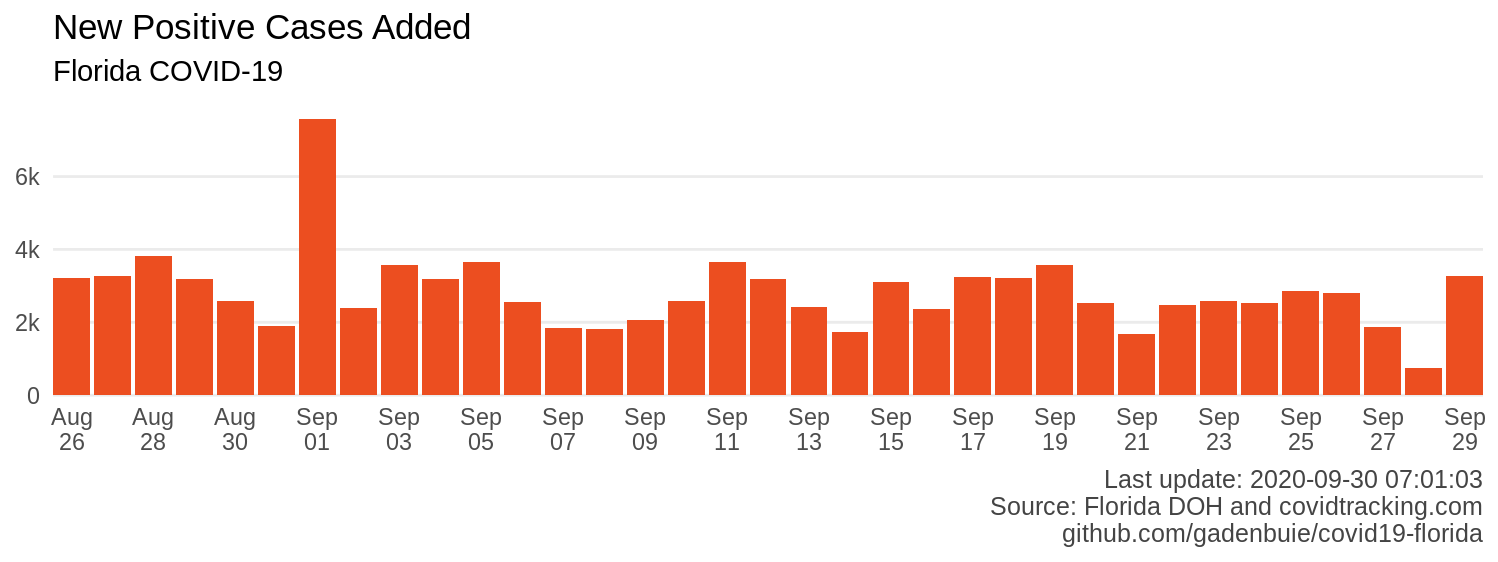 New Positive Cases Added
Florida COVID-19
6k
4k
2k
0
Aug Aug Aug Sep Sep Sep Sep Sep Sep Sep Sep Sep Sep Sep Sep Sep Sep Sep
26 28 30 01 03 05 07 09 11 13 15 17 19 21 23 25 27 29
Last update: 2020-09-30 07:01:03
Source: Florida DOH and covidtracking.com
github.com/gadenbuie/covid19-florida